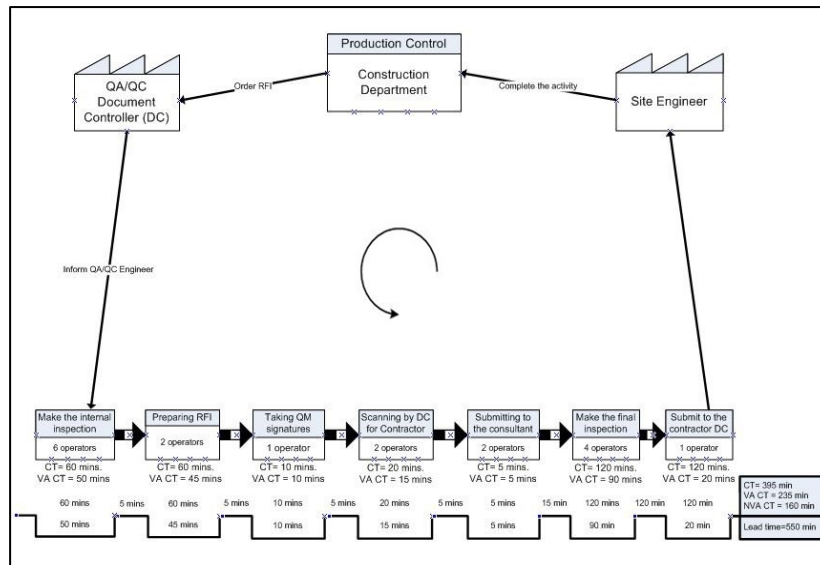 Production Control
Construction
Department
QA/QC
Document
Controller (DC)
Order RFI
Complete the activity
Site Engineer
Inform QA/QC Engineer
Make the internal
inspection
6 operators
CT= 60 mins.
VA CT = 50 mins
Preparing RFI
2 operators
CT= 60 mins.
VA CT= 45 mins
Taking QM
signatures
1 operator
CT= 10 mins.
VA CT= 10 mins
Scanning by DC
for Contractor
2 operators
CT= 20 mins
VA CT= 15 mins
Submitting to
the consultant
2 operators
CT= 5 mins.
VA CT= 5 mins
Make the final
inspection
4 operators
CT= 120 mins.
VA CT= 90 mins
Submit to the
contractor DC
1 operator
CT= 120 mins.
VA CT= 20 mins
60 mins 5 mins 60 mins 5 mins 10 mins 5 mins 20 mins 5 mins 5 mins 15 min 120 mins 120 min 120 min
50 mins 45 mins 10 mins 15 mins 5 mins 90 min 20 min
CT= 395 min
VA CT = 235 min
NVA CT = 160 min
Lead time=550 min